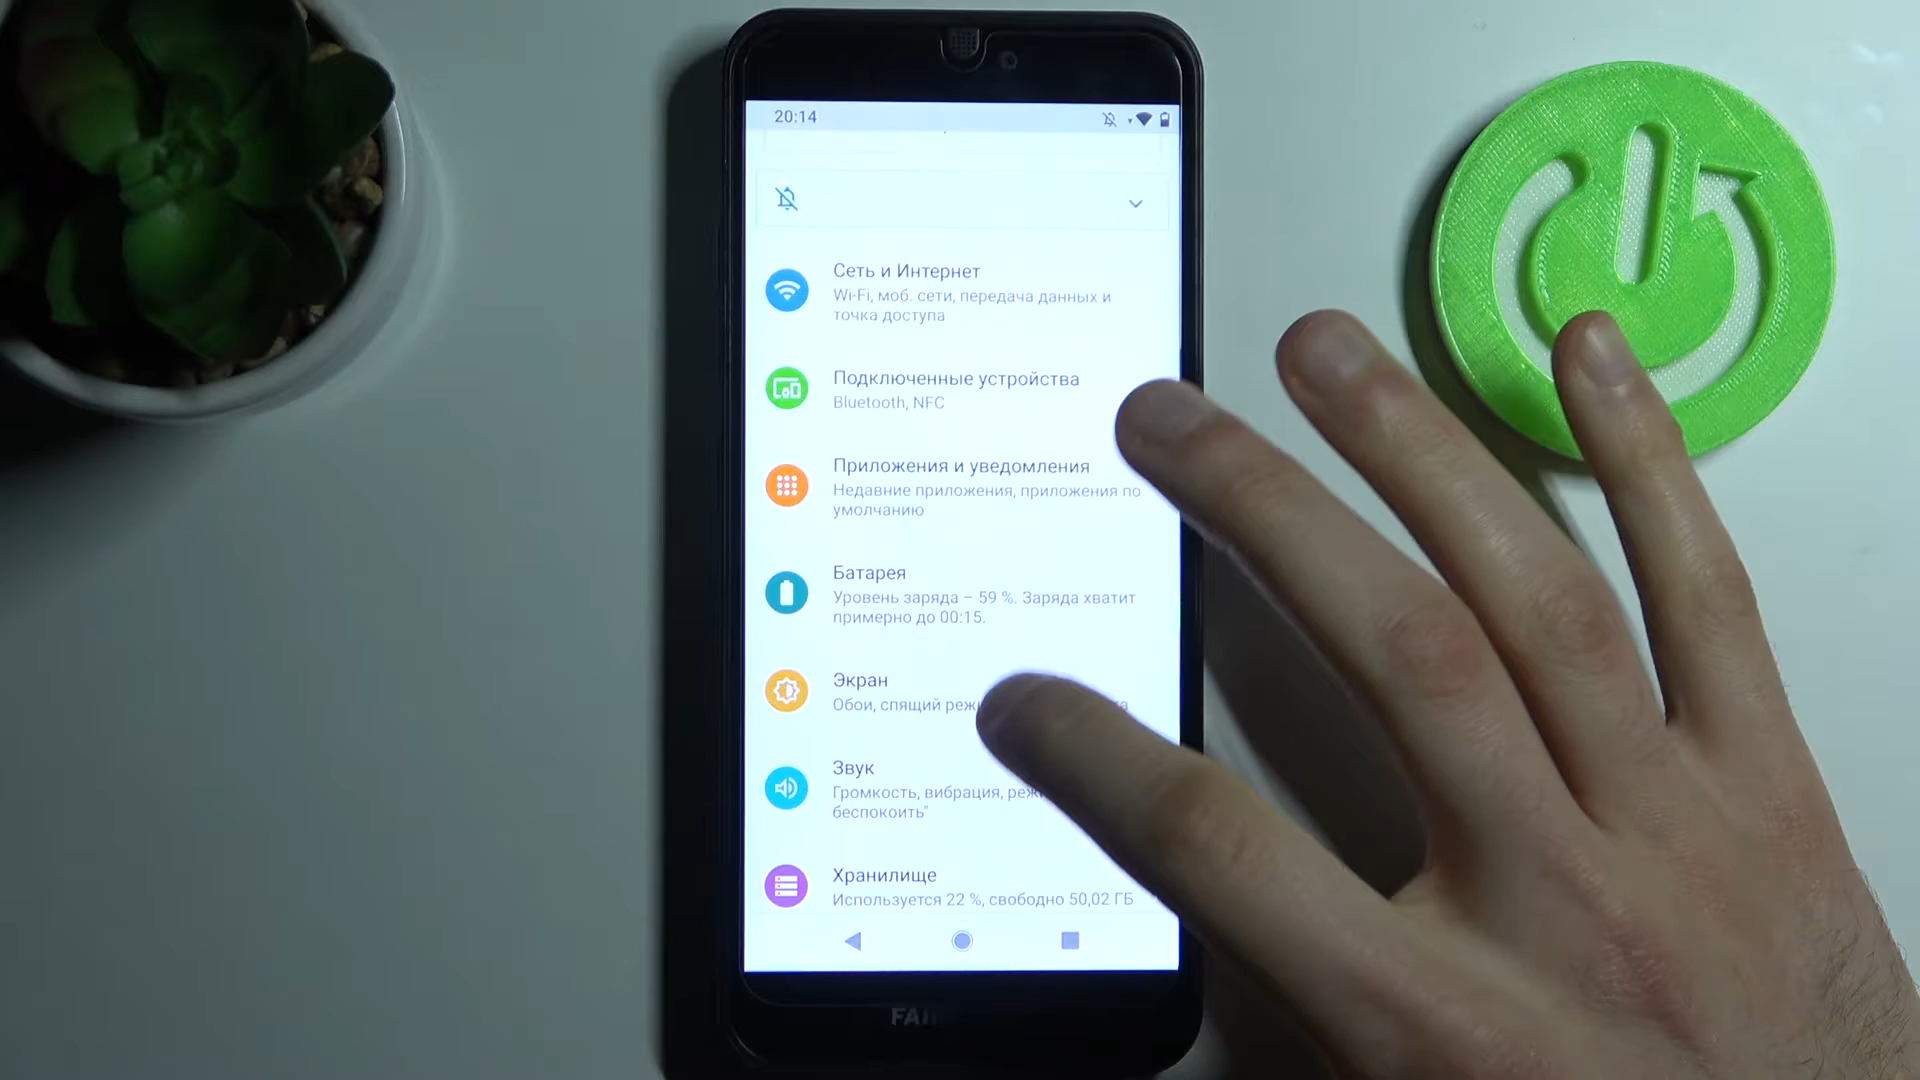 20:14
Сеть и Интернет
Wi-Fi, моб. сети, передача данных и
точка доступа
Подключенные устройства
Bluetooth, NFC
Приложения и уведомления
Недавние приложения, приложения по
умолчанию
Батарея
Уровень заряда – 59 %. Заряда хватит
примерно до 00:15.
Экран
Обои, спящий
Звук
Громкость, вибрация,
беспокоить"
Хранилище
Используется 22 %, свободно 50,02 ГБ